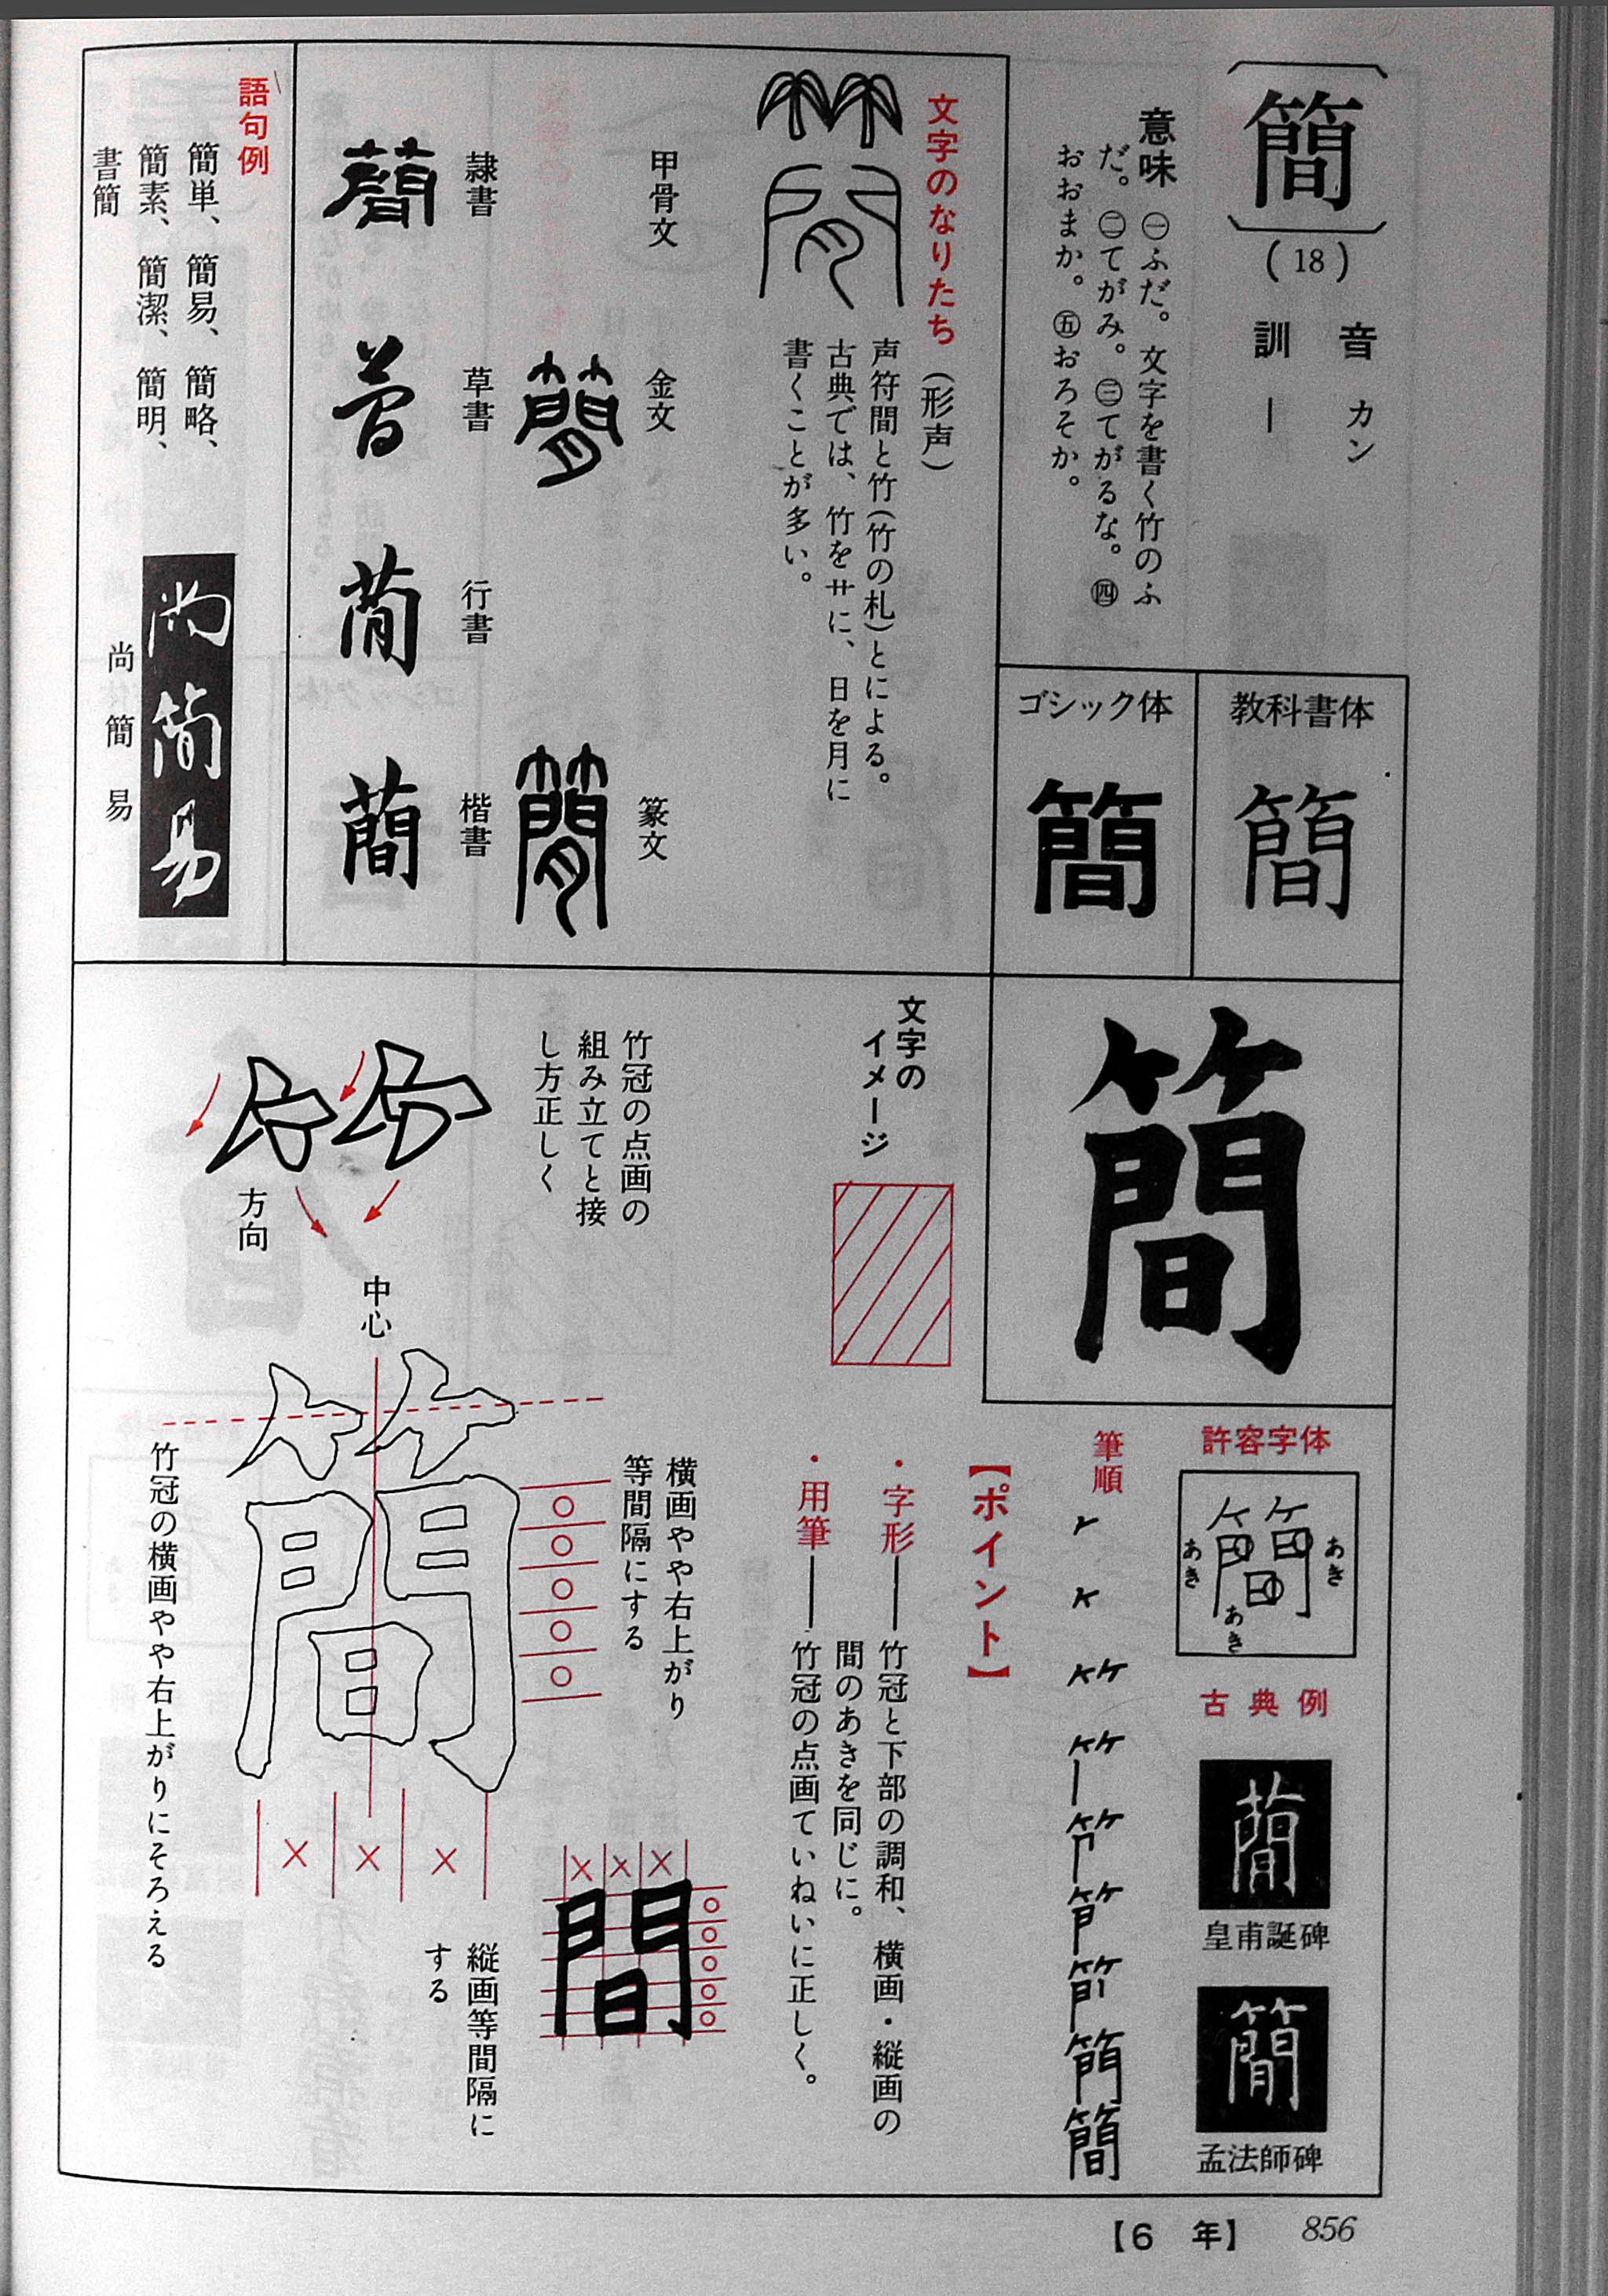 簡
(18)
音 カン
訓 ―
意味 ㊀ふだ。文字を書く竹のふ
だ。㊁てがみ。㊂てがるな。㊃
おおまか。㊄おろそか。
教科書体
簡
ゴシック体
簡
文字のなりたち(形声)
声符間と竹(竹の札)とによる。
古典では、竹をサに、日を月に
書くことが多い。
甲骨文
金文
篆文
隷書
草書
行書
楷書
語句例
簡単、簡易、簡略、
簡素、簡潔、簡明、
書簡
尚簡易
尚簡易
簡
許容字体
簡
あき
あき
あき
古典例
皇甫誕碑
孟法師碑
筆順
簡
【ポイント】
・字形―竹冠と下部の調和、横画・縦画の
間のあきを同じに。
・用筆―竹冠の点画ていねいに正しく。
文字の
イメージ
竹冠の点画の
組み立てと接
し方正しく
方向
中心
横画やや右上がり
等間隔にする
間
縦画等間隔に
する
竹冠の横画やや右上がりにそろえる
【6 年】
856